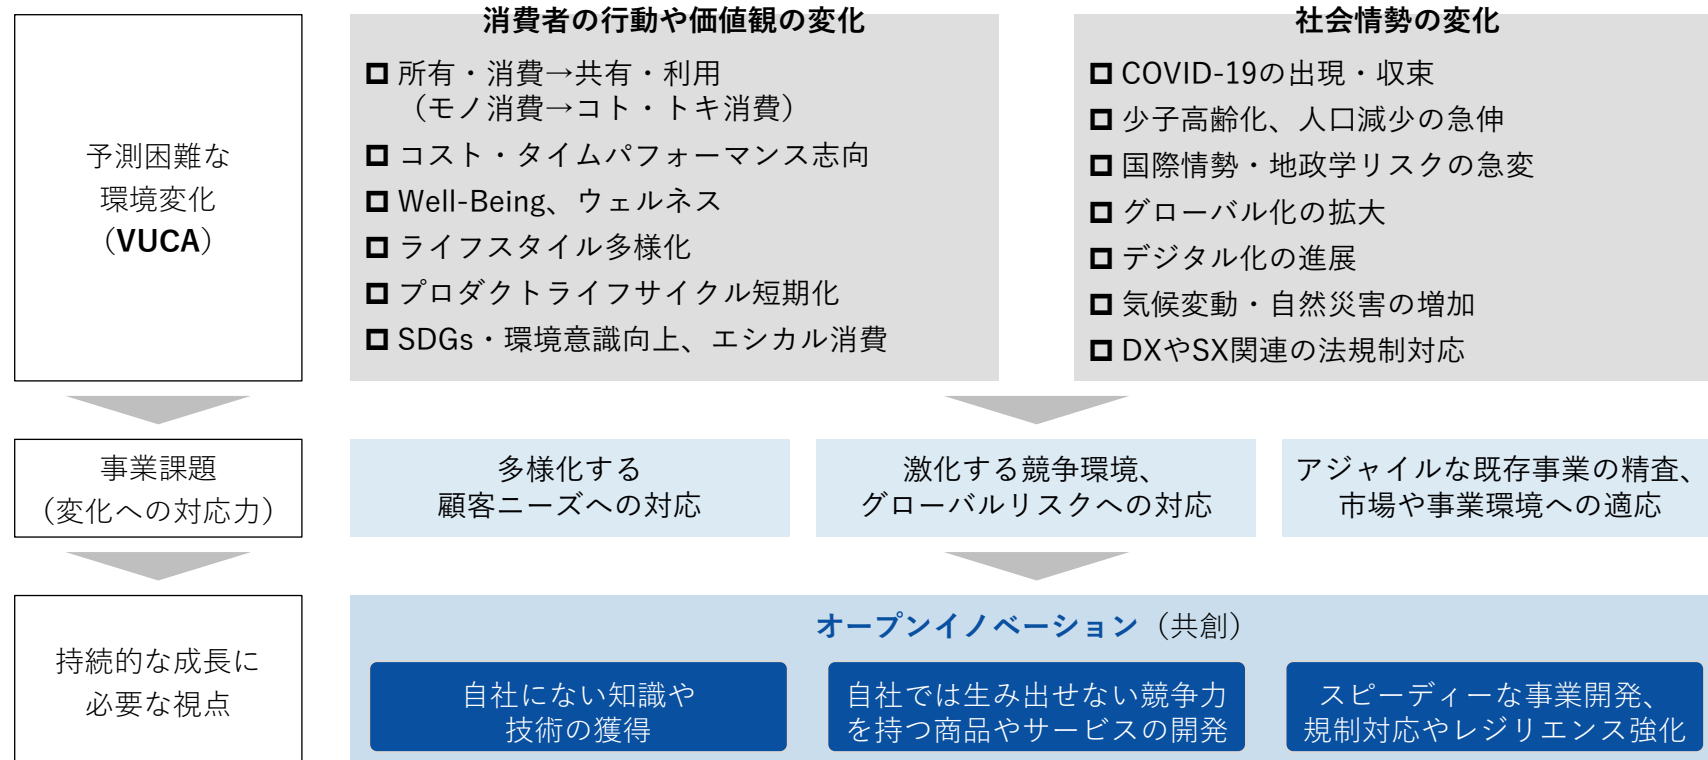 予測困難な
環境変化
（VUCA）
消費者の行動や価値観の変化
所有・消費→共有・利用
（モノ消費→コト・トキ消費）
コスト・タイムパフォーマンス志向
Well-Being、ウェルネス
ライフスタイル多様化
プロダクトライフサイクル短期化
SDGs・環境意識向上、エシカル消費
社会情勢の変化
COVID-19の出現・収束
少子高齢化、人口減少の急伸
国際情勢・地政学リスクの急変
グローバル化の拡大
デジタル化の進展
気候変動・自然災害の増加
DXやSX関連の法規制対応
事業課題
（変化への対応力）
多様化する
顧客ニーズへの対応
激化する競争環境、
グローバルリスクへの対応
アジャイルな既存事業の精査、
市場や事業環境への適応
持続的な成長に
必要な視点
オープンイノベーション（共創）
自社にない知識や
技術の獲得
自社では生み出せない競争力
を持つ商品やサービスの開発
スピーディーな事業開発、
規制対応やレジリエンス強化